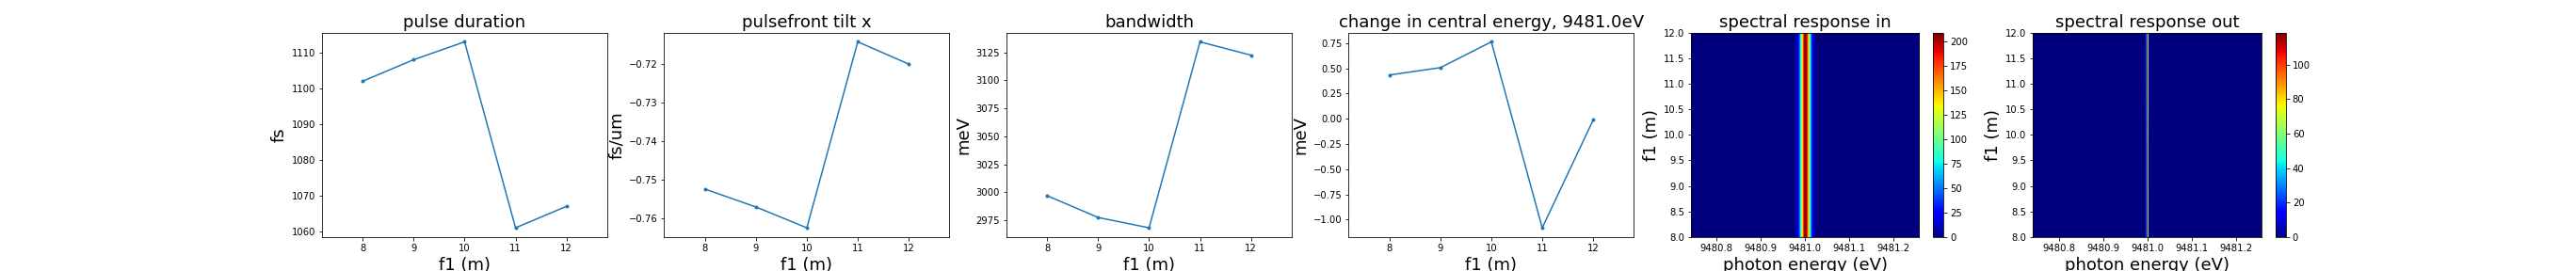 pulse duration
1110
1100
1090
1080
1070
1060
fs
8 9 10 11 12
f1 (m)
pulsefront tilt x
−0.72
−0.73
−0.74
−0.75
−0.76
fs/um
8 9 10 11 12
f1 (m)
bandwidth
3125
3100
3075
3050
3025
3000
2975
meV
8 9 10 11 12
f1 (m)
change in central energy, 9481.0eV
0.75
0.50
0.25
0.00
−0.25
−0.50
−0.75
−1.00
meV
8 9 10 11 12
f1 (m)
spectral response in
12.0
11.5
11.0
10.5
10.0
9.5
9.0
8.5
8.0
f1 (m)
9480.8 9480.9 9481.0 9481.1 9481.2
photon energy (eV)
200
175
150
125
100
75
50
25
0
spectral response out
12.0
11.5
11.0
10.5
10.0
9.5
9.0
8.5
8.0
f1 (m)
9480.8 9480.9 9481.0 9481.1 9481.2
photon energy (eV)
100
80
60
40
20
0